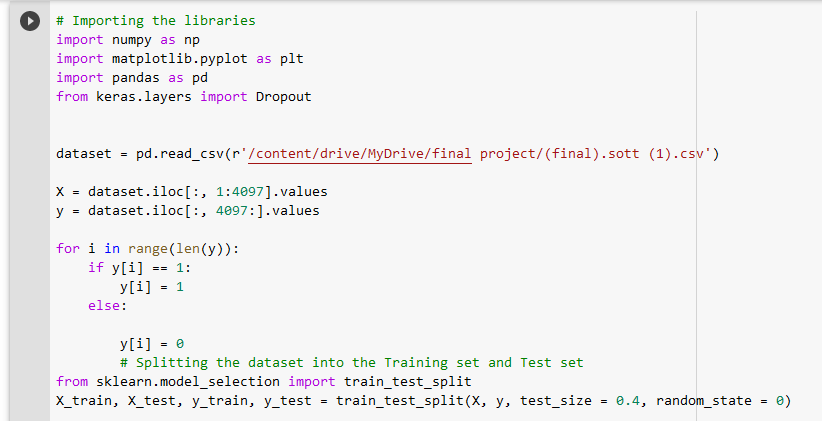 # Importing the libraries
import numpy as np
import matplotlib.pyplot as plt
import pandas as pd
from keras.layers import Dropout
dataset = pd.read_csv(r'/content/drive/MyDrive/final project/(final).sott (1).csv')
X = dataset.iloc[:, 1:4097].values
y = dataset.iloc[:, 4097:].values
for i in range(len(y)):
    if y[i] == 1:
        y[i] = 1
    else:
        y[i] = 0
        # Splitting the dataset into the Training set and Test set
from sklearn.model_selection import train_test_split
X_train, X_test, y_train, y_test = train_test_split(X, y, test_size = 0.4, random_state = 0)